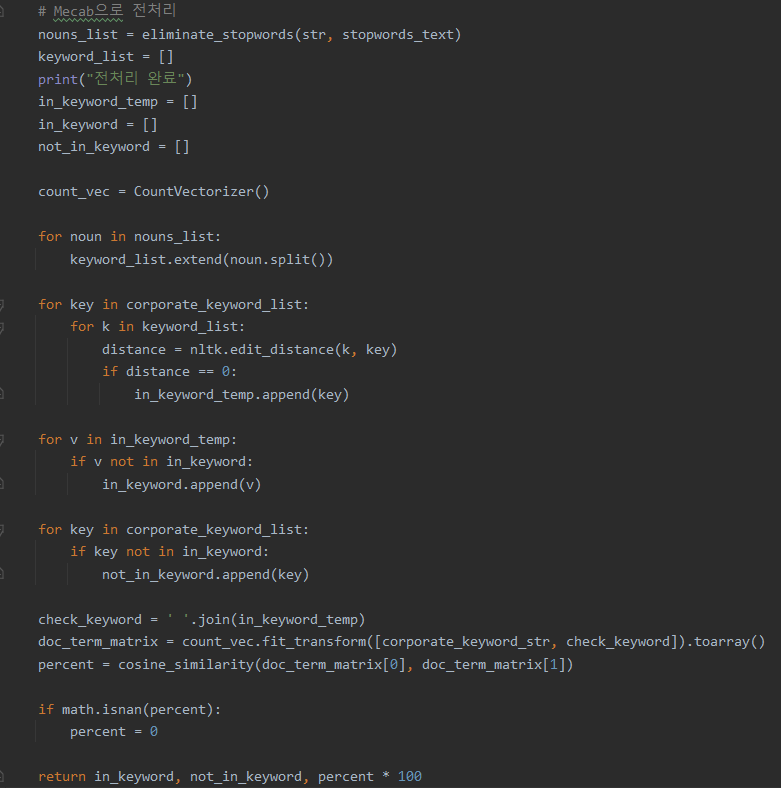 # Mecab으로 전처리
nouns_list = eliminate_stopwords(str, stopwords_text)
keyword_list = []
print("전처리 완료")
in_keyword_temp = []
in_keyword = []
not_in_keyword = []
count_vec = CountVectorizer()
for noun in nouns_list:
keyword_list.extend(noun.split())
for key in corporate_keyword_list:
for k in keyword_list:
distance = nltk.edit_distance(k, key)
if distance == 0:
in_keyword_temp.append(key)
for v in in_keyword_temp:
if v not in in_keyword:
in_keyword.append(v)
for key in corporate_keyword_list:
if key not in in_keyword:
not_in_keyword.append(key)
check_keyword = ' '.join(in_keyword_temp)
doc_term_matrix = count_vec.fit_transform([corporate_keyword_str, check_keyword]).toarray()
percent = cosine_similarity(doc_term_matrix[0], doc_term_matrix[1])
if math.isnan(percent):
percent = 0
return in_keyword, not_in_keyword, percent * 100